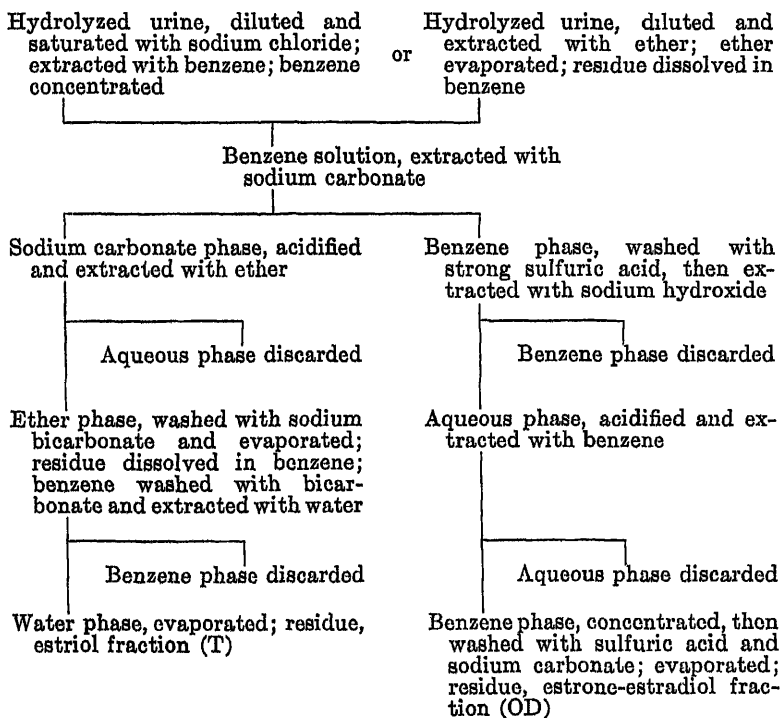 Hydrolyzed urine, diluted and
saturated with sodium chloride;
extracted with benzene; benzene
concentrated
or
Hydrolyzed urine, diluted and
extracted with ether; ether
evaporated; residue dissolved in
benzene
Benzene solution, extracted with
sodium carbonate
Sodium carbonate phase, acidified
and extracted with ether
Benzene phase, washed with
strong sulfuric acid, then ex-
tracted with sodium hydroxide
Aqueous phase discarded
Benzene phase discarded
Ether phase, washed with sodium
bicarbonate and evaporated;
residue dissolved in benzene;
benzene washed with bicar-
bonate and extracted with water
Aqueous phase, acidified and ex-
tracted with benzene
Benzene phase discarded
Aqueous phase discarded
Water phase, evaporated; residue,
estriol fraction (T)
Benzene phase, concentrated, then
washed with sulfuric acid and
sodium carbonate; evaporated;
residue, estrone-estradiol frac-
tion (OD)